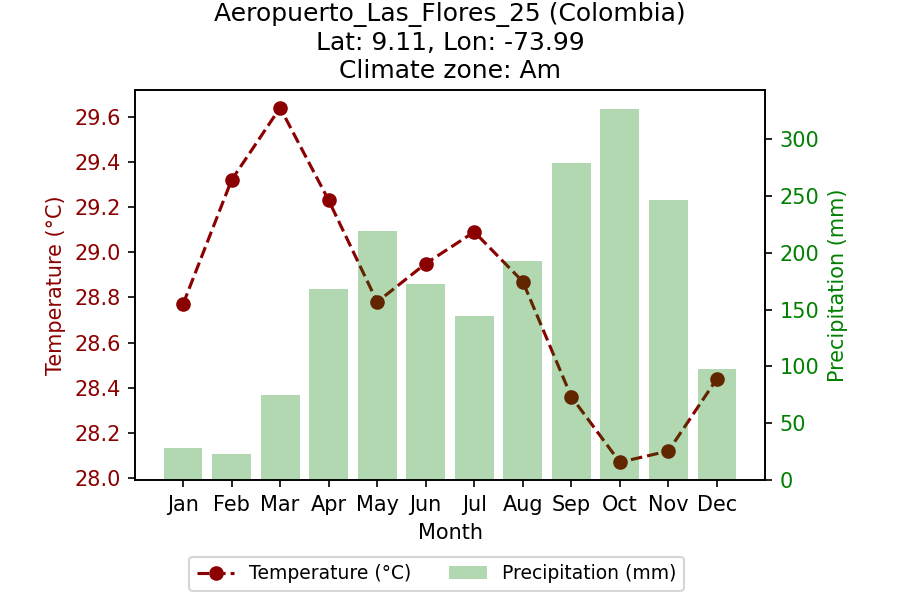 Aeropuerto_Las_Flores_25 (Colombia)
Lat: 9.11, Lon: -73.99
Climate zone: Am
29.6
29.4
29.2
29.0
28.8
28.6
28.4
28.2
28.0
Temperature (°C)
300
250
200
150
100
50
0
Precipitation (mm)
Jan Feb Mar Apr May Jun Jul Aug Sep Oct Nov Dec
Month
Temperature (°C) Precipitation (mm)